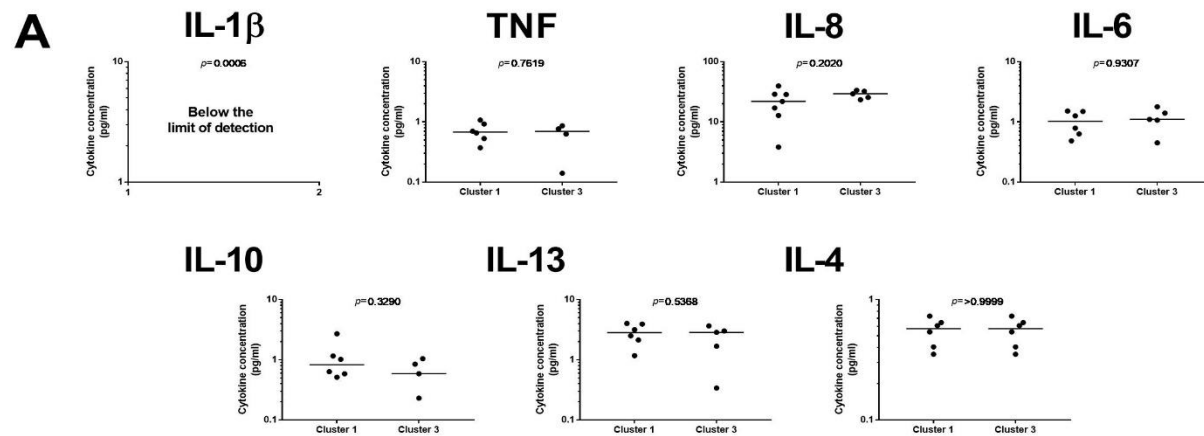 A
IL-1β
p=0.0006
Cytokine concentration
(pg/ml)
10
1
Below the
limit of detection
1
2
TNF
p=0.7619
Cytokine concentration
(pg/ml)
10
1
0.1
Cluster 1
Cluster 3
IL-8
p=0.2020
Cytokine concentration
(pg/ml)
100
10
1
Cluster 1
Cluster 3
IL-6
p=0.9307
Cytokine concentration
(pg/ml)
10
1
0.1
Cluster 1
Cluster 3
IL-10
p=0.3290
Cytokine concentration
(pg/ml)
10
1
0.1
Cluster 1
Cluster 3
IL-13
p=0.5368
Cytokine concentration
(pg/ml)
10
1
0.1
Cluster 1
Cluster 3
IL-4
p=>0.9999
Cytokine concentration
(pg/ml)
1
0.1
Cluster 1
Cluster 3